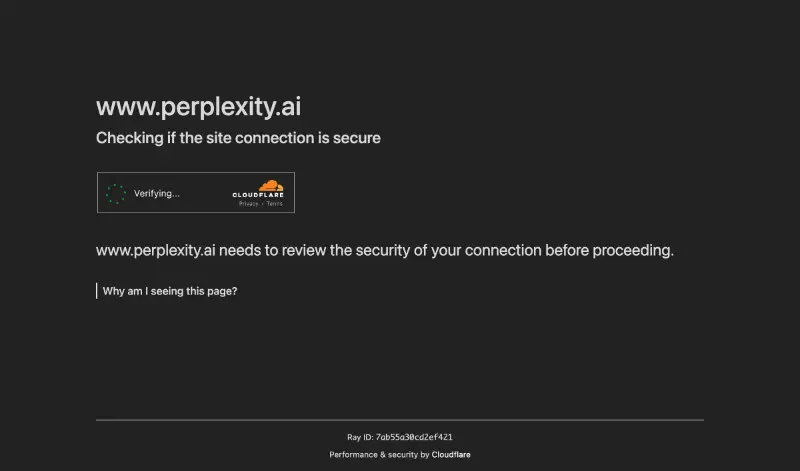 www.perplexity.ai
Checking if the site connection is secure
Verifying...
CLOUDFLARE
Privacy • Terms
www.perplexity.ai needs to review the security of your connection before proceeding.
Why am I seeing this page?
Ray ID: 7ab55a30cd2ef421
Performance & security by Cloudflare